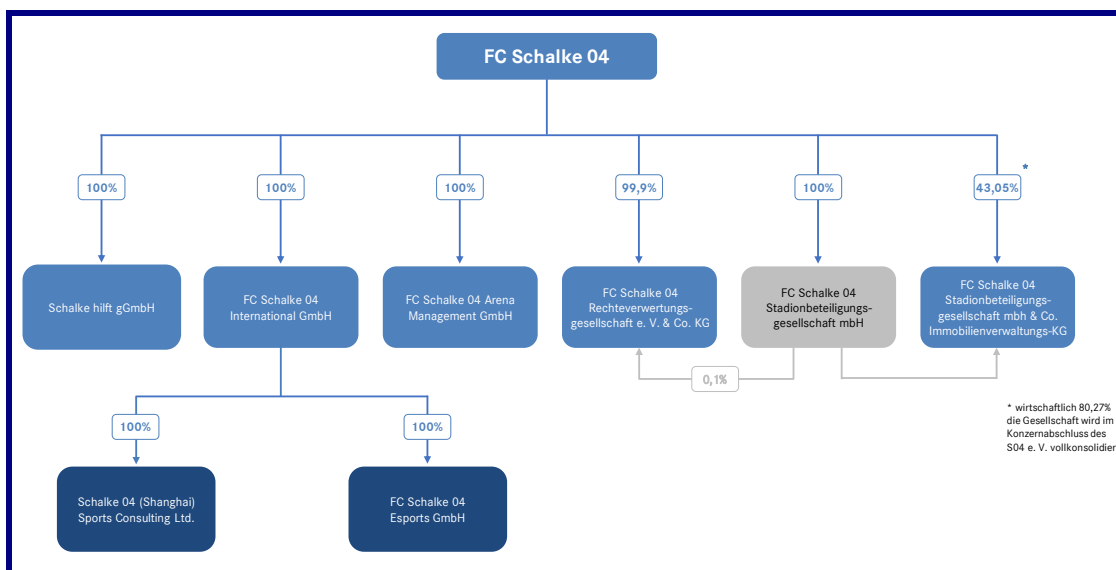 FC Schalke 04
*
100%
100%
100%
99,9%
100%
43,05%
Schalke hilft gGmbH
FC Schalke 04
International GmbH
FC Schalke 04 Arena
Management GmbH
FC Schalke 04
Rechteverwertungs-
gesellschaft e. V. & Co. KG
FC Schalke 04
Stadionbeteiligungs-
gesellschaft mbH
FC Schalke 04
Stadionbeteiligungs-
gesellschaft mbh & Co.
Immobilienverwaltungs-KG
0,1%
* wirtschaftlich 80,27%
die Gesellschaft wird im
Konzernabschluss des
S04 e. V. vollkonsolidier
100%
100%
Schalke 04 (Shanghai)
Sports Consulting Ltd.
FC Schalke 04
Esports GmbH